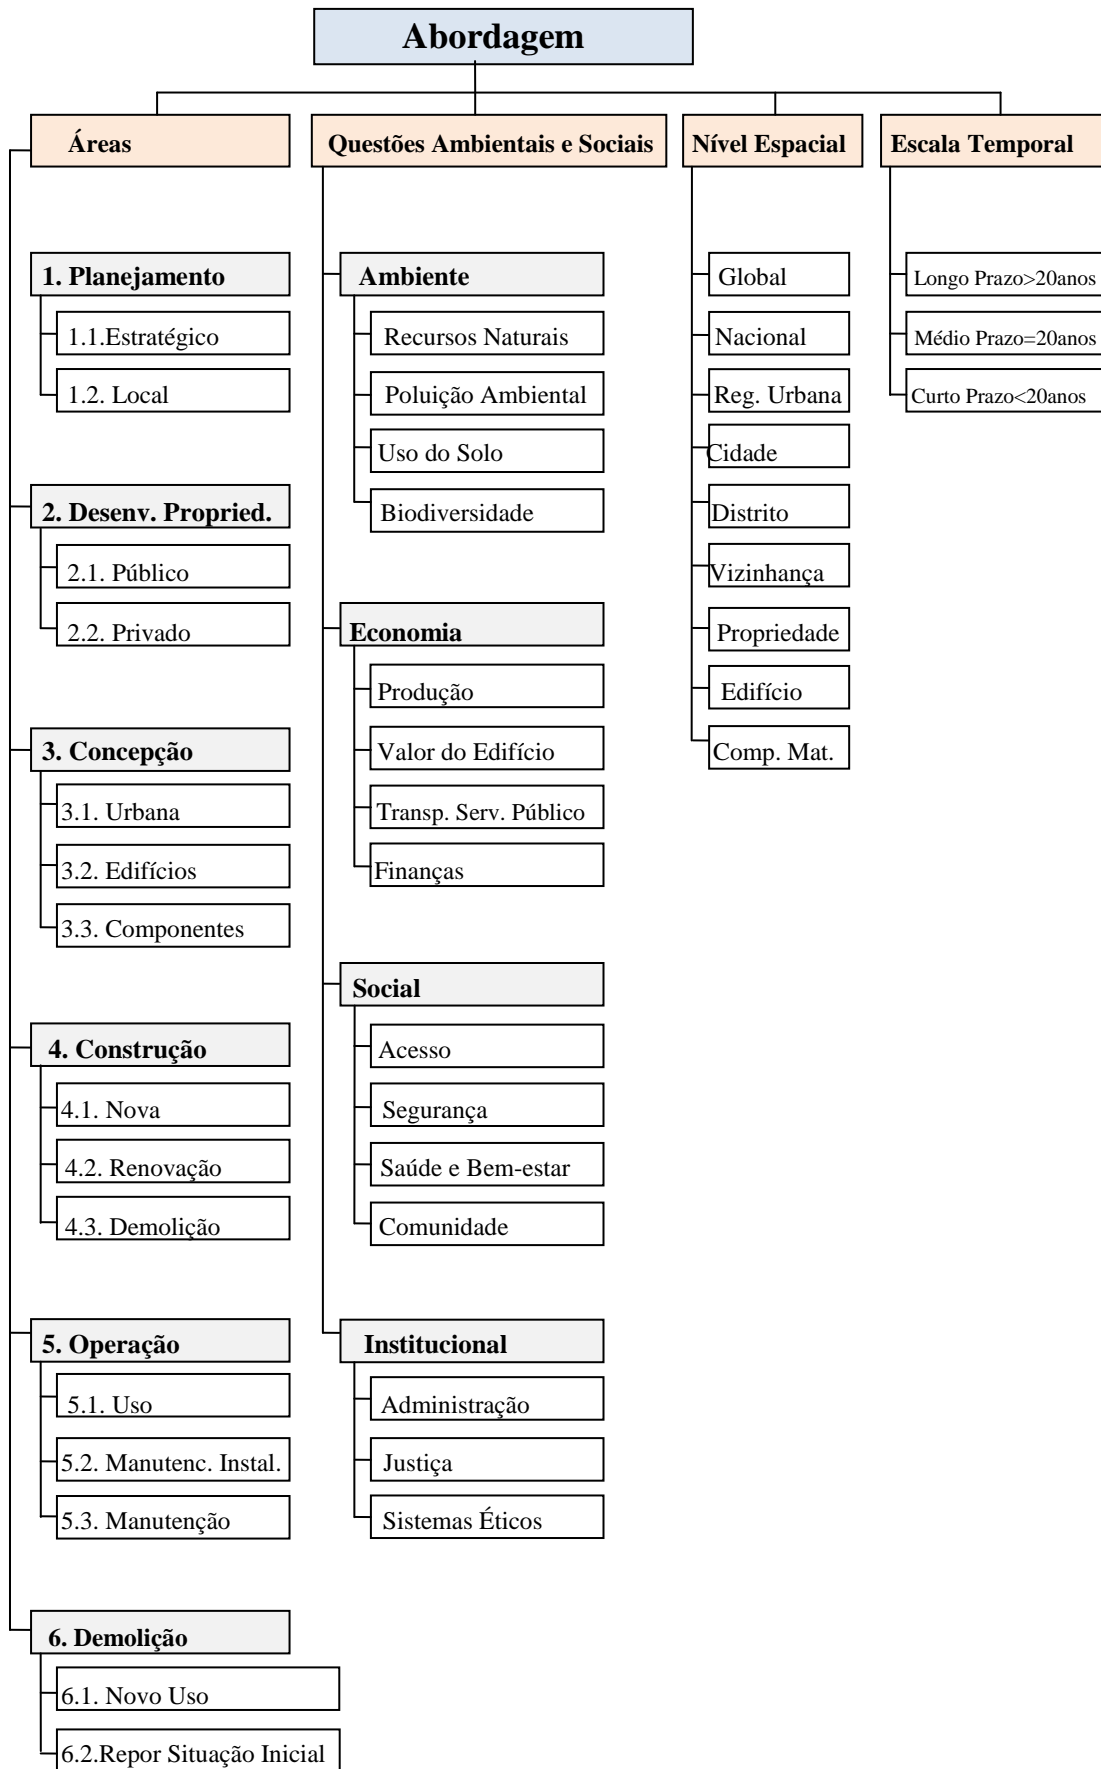 Abordagem
Áreas
1. Planejamento
1.1.Estratégico
1.2. Local
2. Desenv. Propried.
2.1. Público
2.2. Privado
3. Concepção
3.1. Urbana
3.2. Edifícios
3.3. Componentes
4. Construção
4.1. Nova
4.2. Renovação
4.3. Demolição
5. Operação
5.1. Uso
5.2. Manutenc. Instal.
5.3. Manutenção
6. Demolição
6.1. Novo Uso
6.2.Repor Situação Inicial
Questões Ambientais e Sociais
Ambiente
Recursos Naturais
Poluição Ambiental
Uso do Solo
Biodiversidade
Economia
Produção
Valor do Edifício
Transp. Serv. Público
Finanças
Social
Acesso
Segurança
Saúde e Bem-estar
Comunidade
Institucional
Administração
Justiça
Sistemas Éticos
Nível Espacial
Global
Nacional
Reg. Urbana
Cidade
Distrito
Vizinhança
Propriedade
Edifício
Comp. Mat.
Escala Temporal
Longo Prazo>20anos
Médio Prazo=20anos
Curto Prazo<20anos